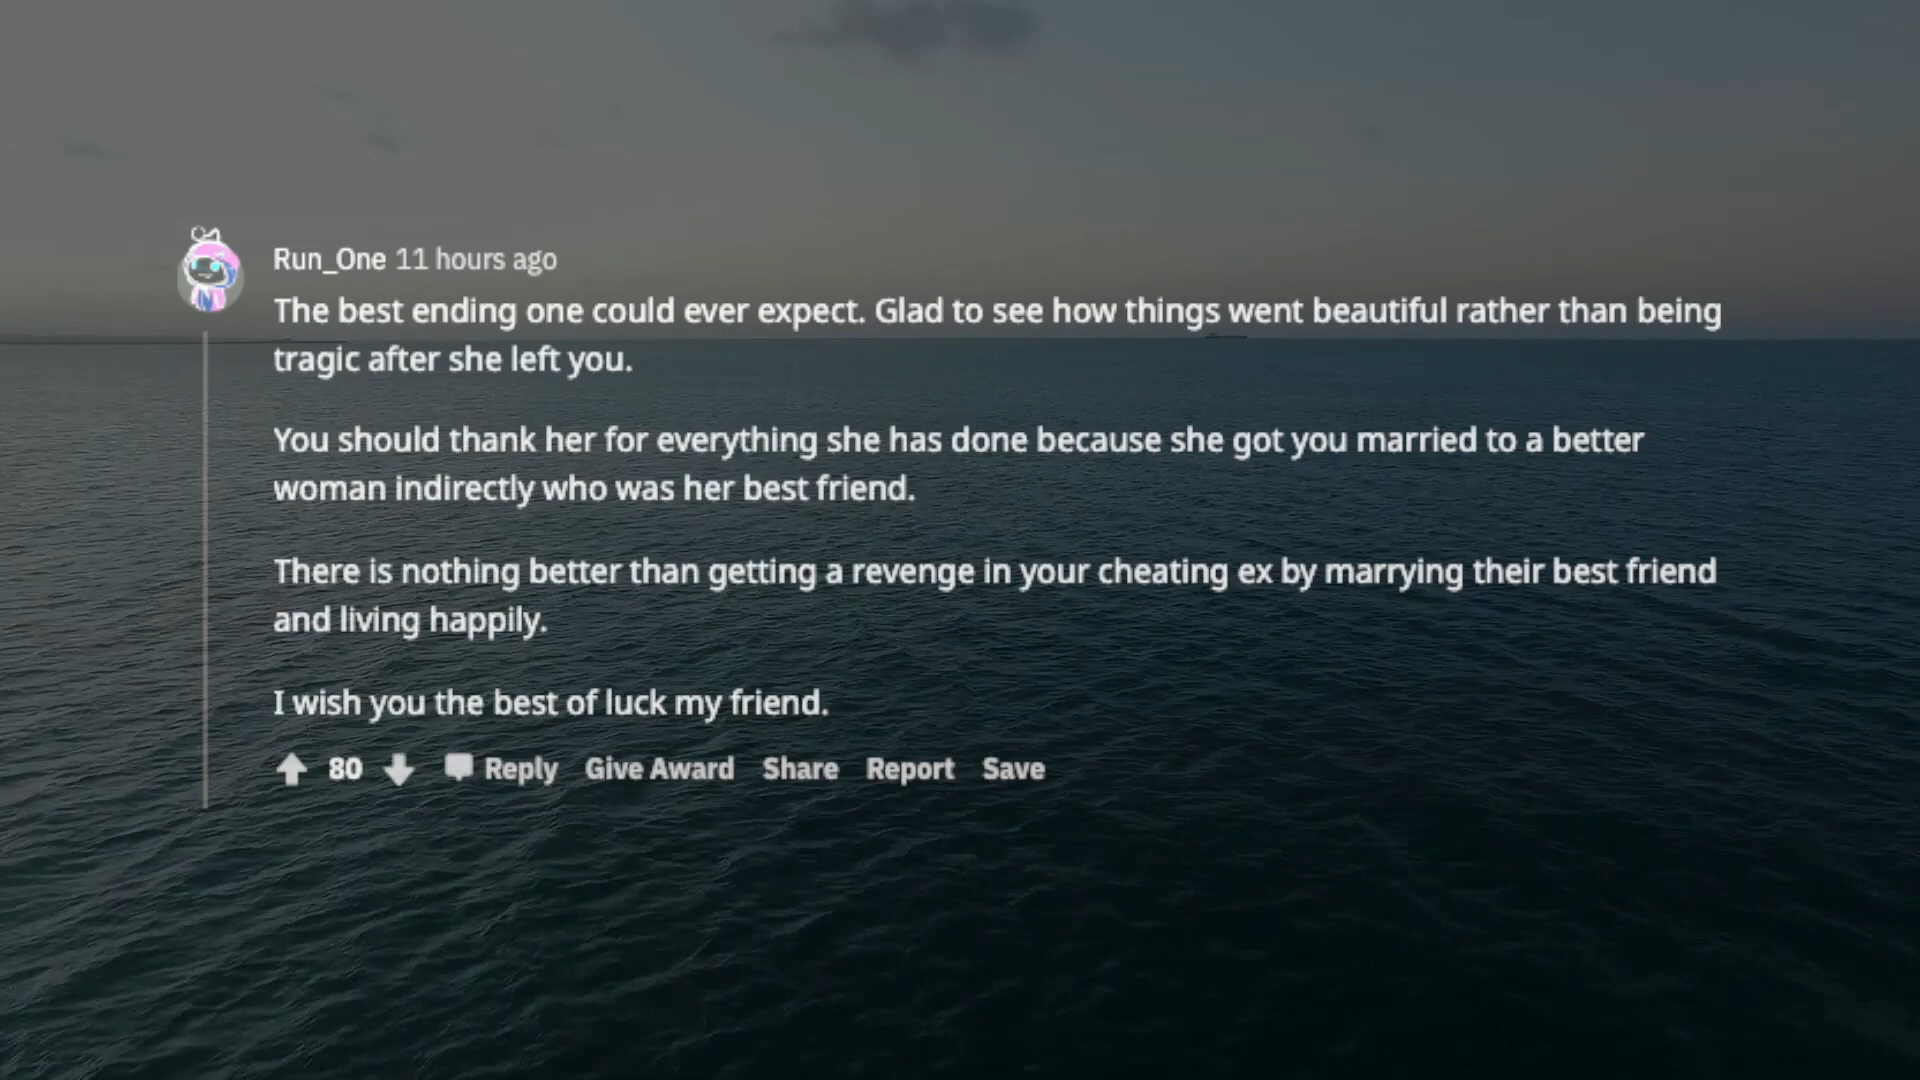 Run_One 11 hours ago
The best ending one could ever expect. Glad to see how things went beautiful rather than being
tragic after she left you.
You should thank her for everything she has done because she got you married to a better
woman indirectly who was her best friend.
There is nothing better than getting a revenge in your cheating ex by marrying their best friend
and living happily.
I wish you the best of luck my friend.
80 Reply Give Award Share Report Save